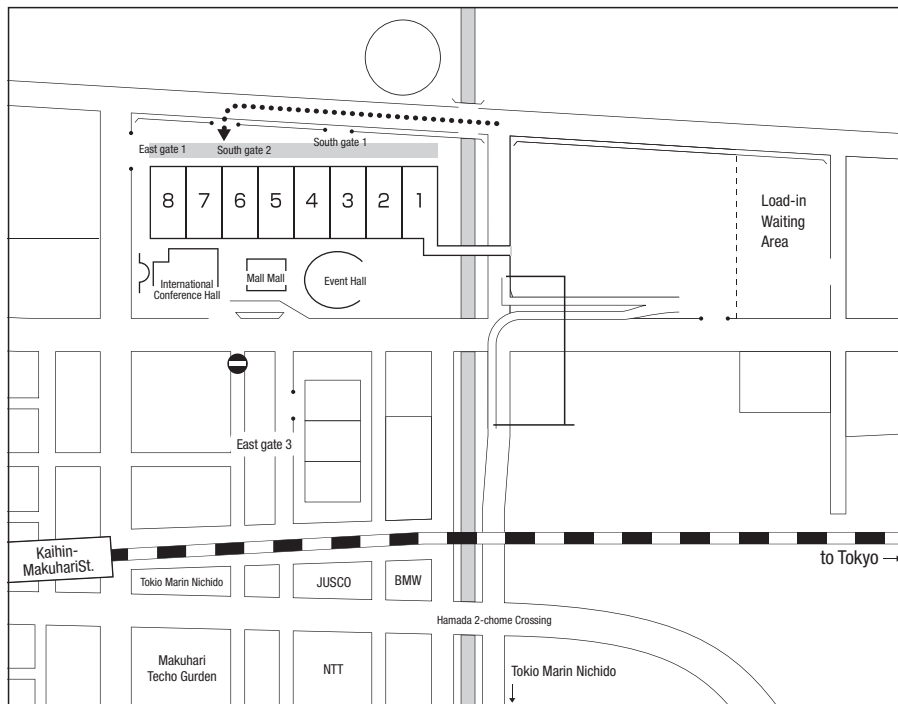 East gate 1
South gate 2
South gate 1
8
7
6
5
4
3
2
1
Load-in
Waiting
Area
International
Conference Hall
Mall Mall
Event Hall
East gate 3
Kaihin-
MakuhariSt.
to Tokyo →
Tokio Marin Nichido
JUSCO
BMW
Hamada 2-chome Crossing
Makuhari
Techo Gurden
NTT
Tokio Marin Nichido